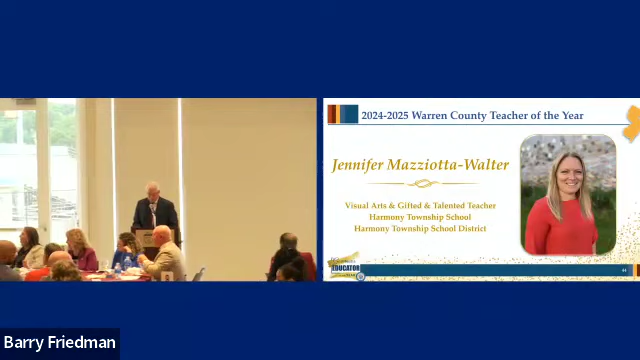 2024-2025 Warren County Teacher of the Year
Jennifer Mazziotta-Walter
Visual Arts & Gifted & Talented Teacher
Harmony Township School
Harmony Township School District
EDUCATOR
Barry Friedman